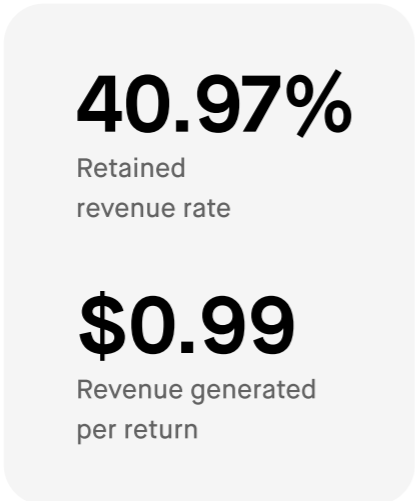 40.97%
Retained
revenue rate
$0.99
Revenue generated
per return